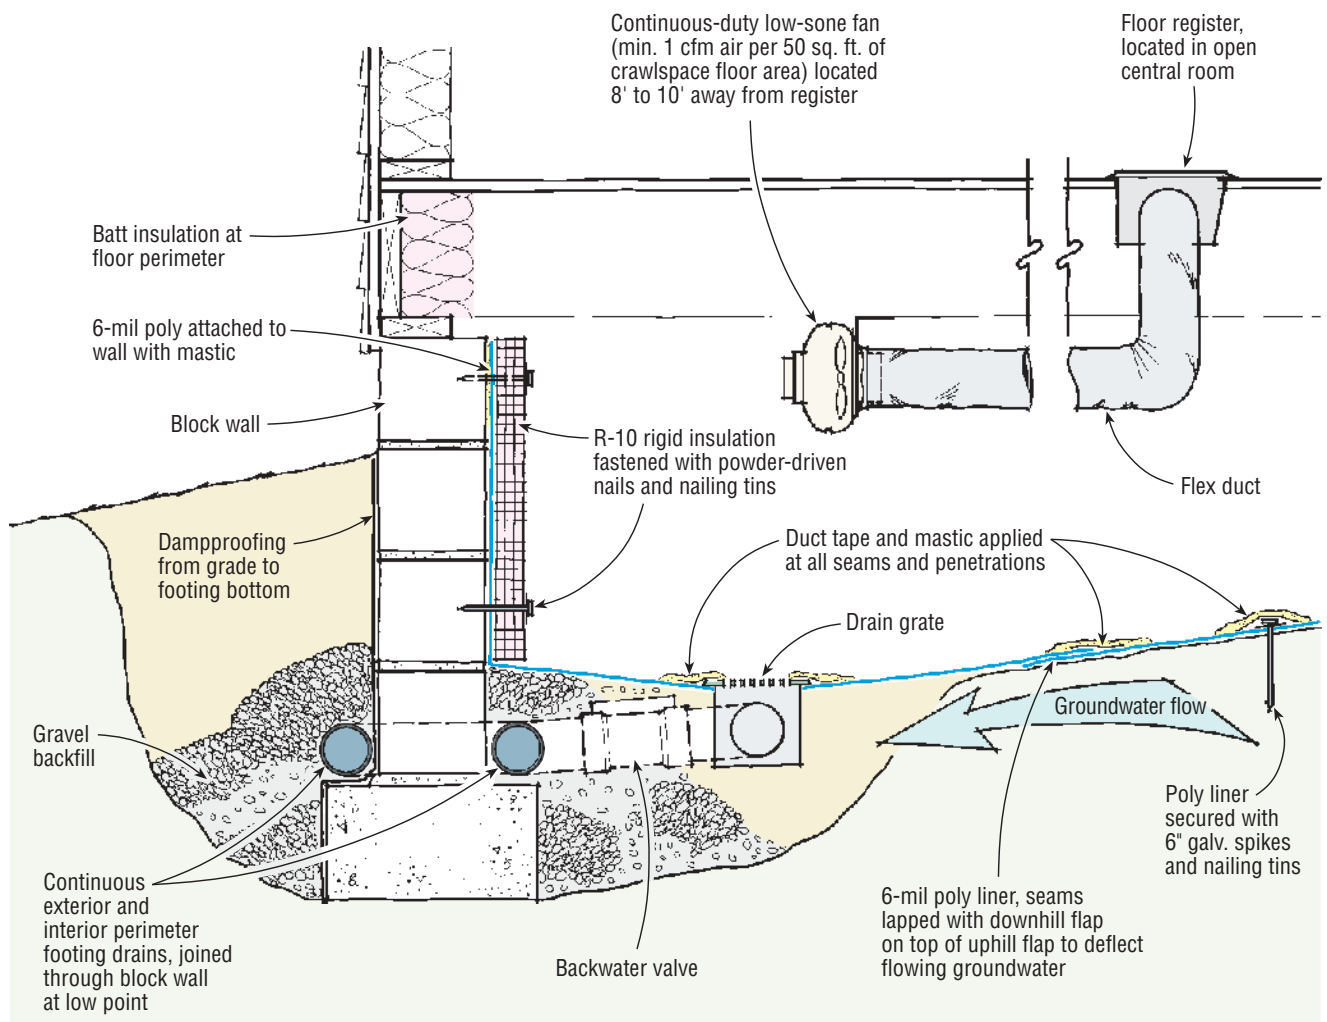 Continuous-duty low-sone fan
(min. 1 cfm air per 50 sq. ft. of
crawlspace floor area) located
8' to 10' away from register
Floor register,
located in open
central room
Batt insulation at
floor perimeter
6-mil poly attached to
wall with mastic
Block wall
R-10 rigid insulation
fastened with powder-driven
nails and nailing tins
Flex duct
Dampproofing
from grade to
footing bottom
Duct tape and mastic applied
at all seams and penetrations
Drain grate
Groundwater flow
Gravel
backfill
Poly liner
secured with
6" galv. spikes
and nailing tins
Continuous
exterior and
interior perimeter
footing drains, joined
through block wall
at low point
Backwater valve
6-mil poly liner, seams
lapped with downhill flap
on top of uphill flap to deflect
flowing groundwater